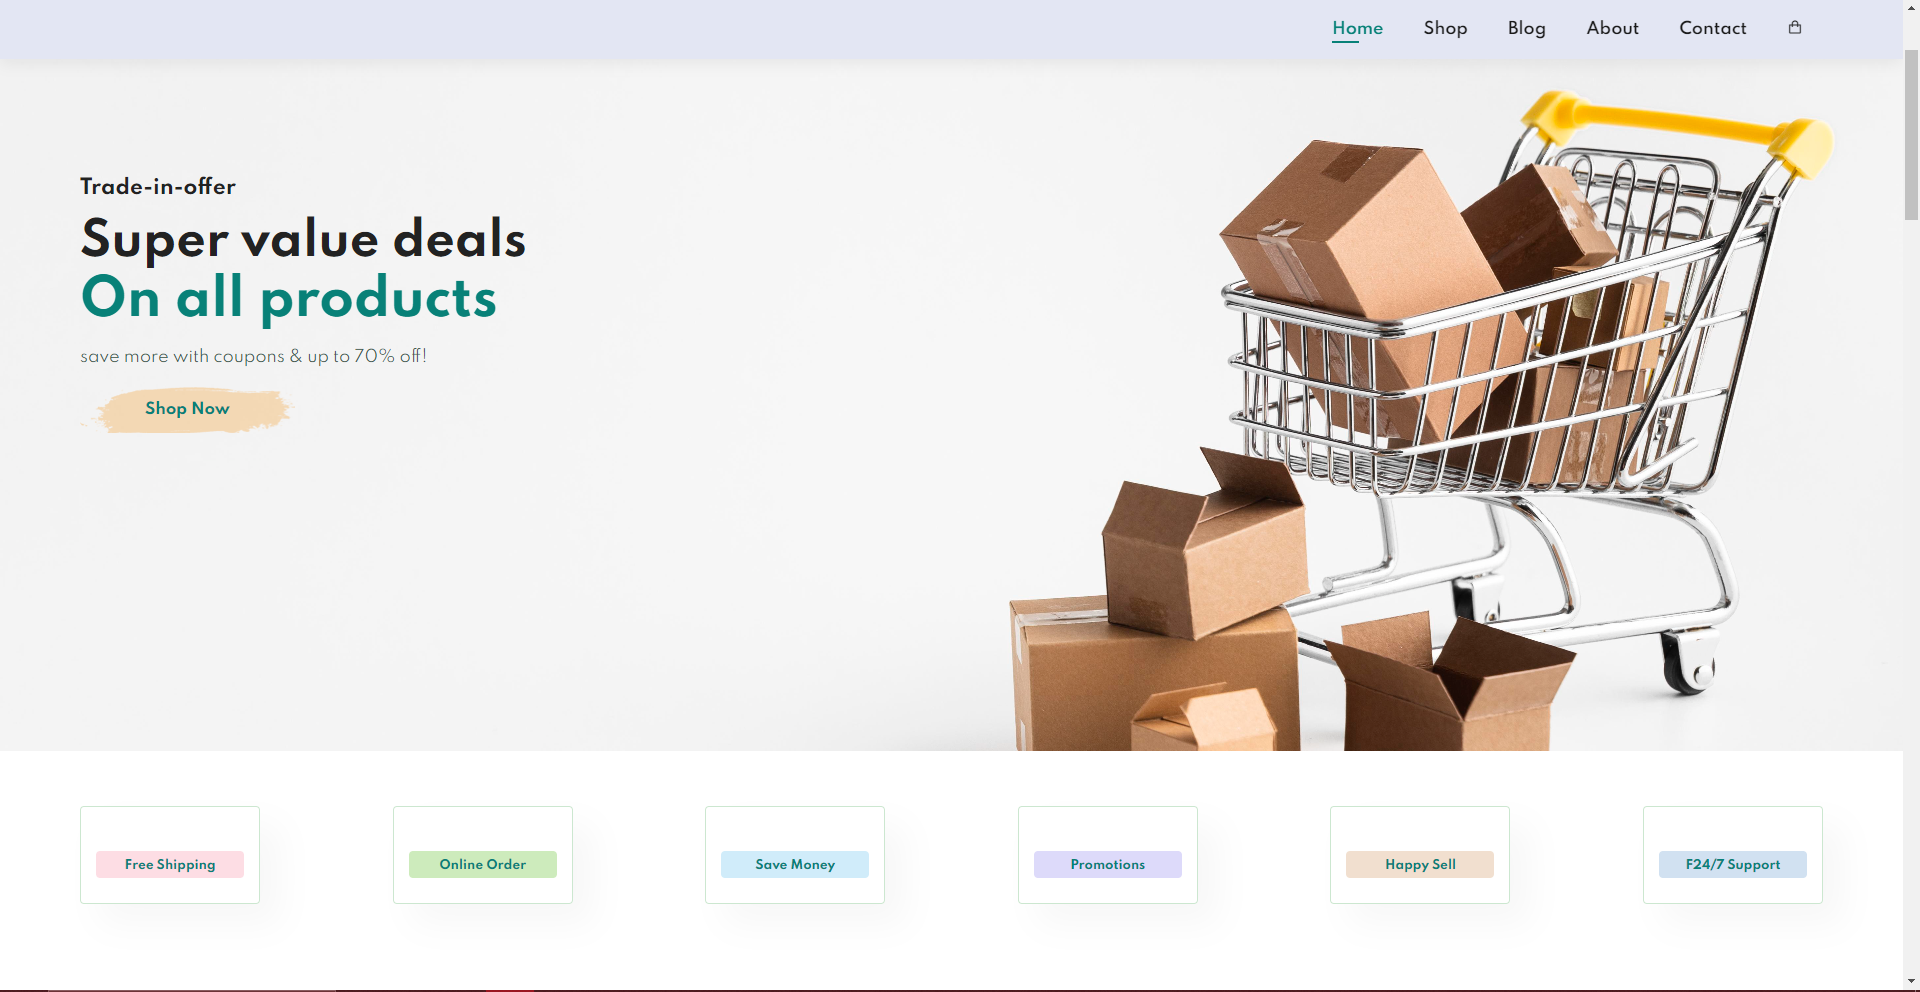 Home Shop Blog About Contact
Trade-in-offer
Super value deals
On all products
save more with coupons & up to 70% off!
Shop Now
Free Shipping Online Order Save Money Promotions Happy Sell F24/7 Support